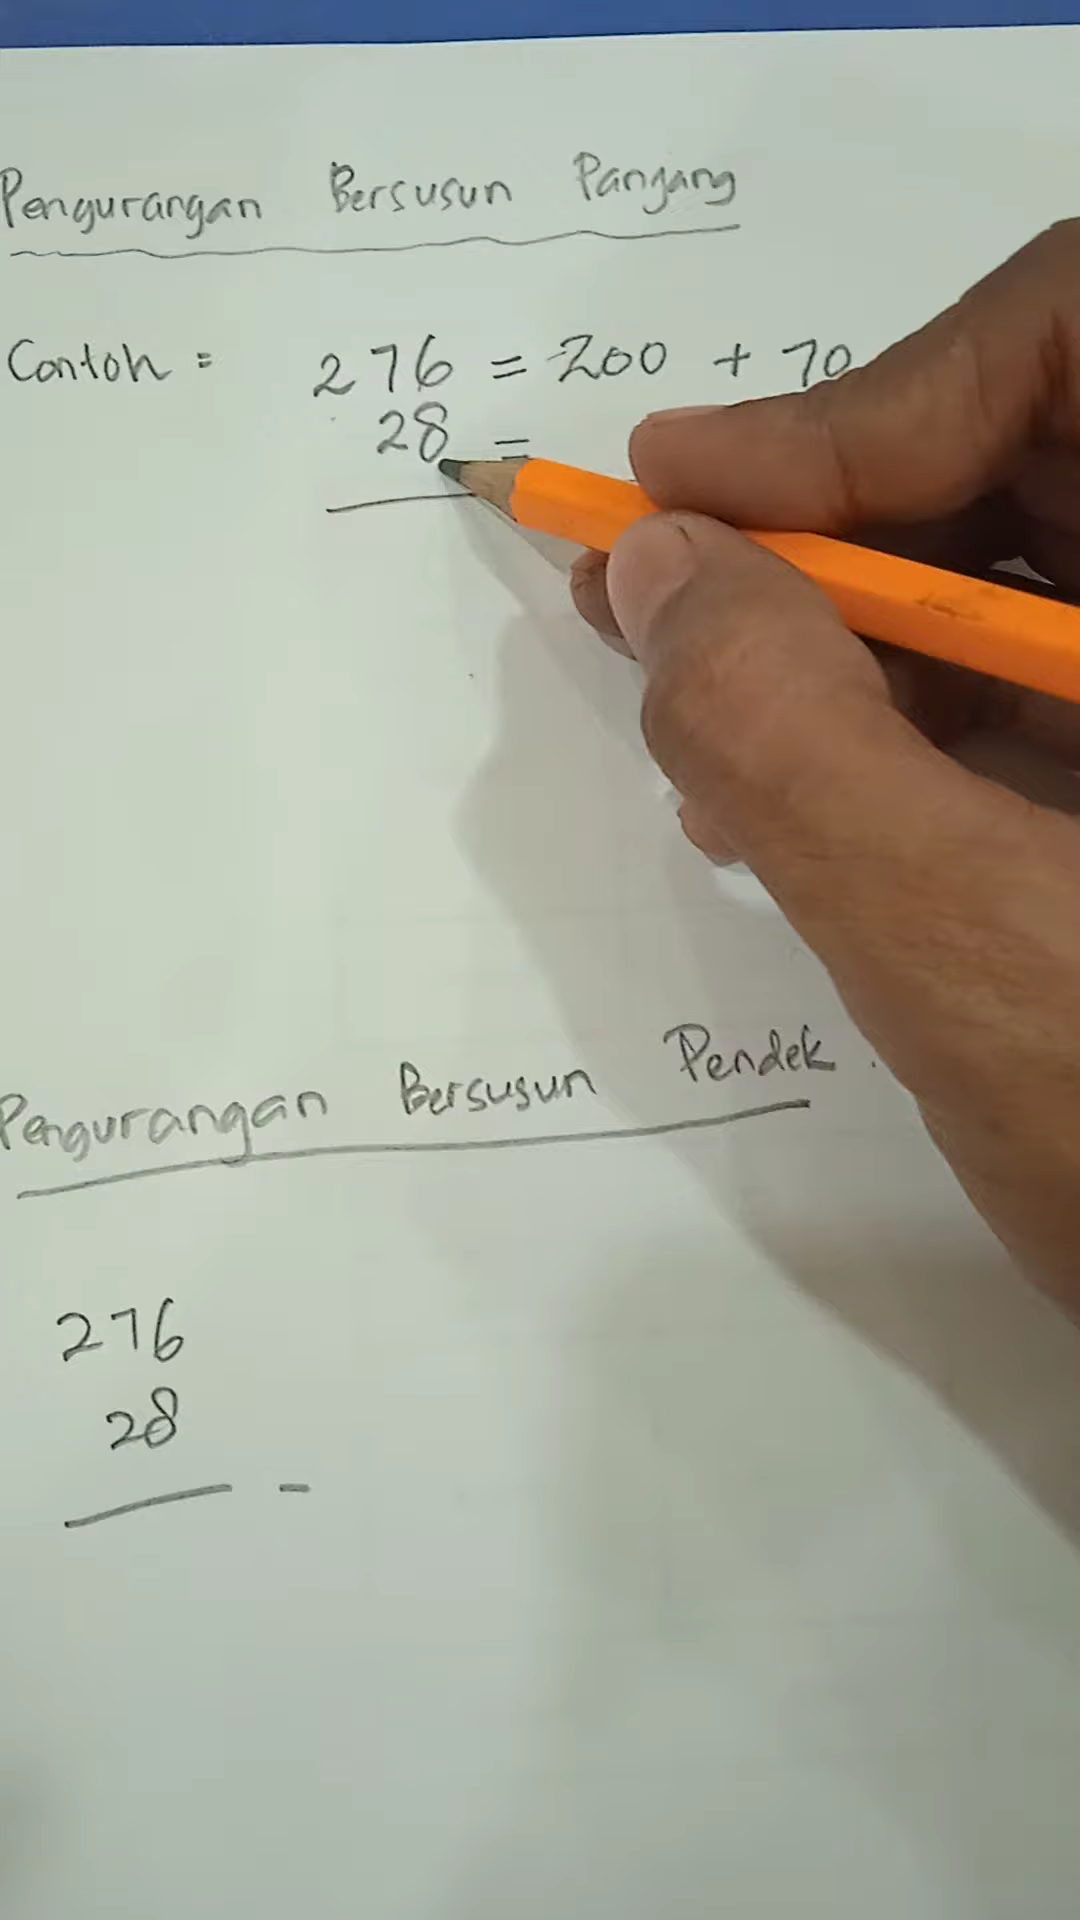 Pengurangan Bersusun Panjang
Contoh = 276 = 200 + 70
28 =
Pengurangan Bersusun Pendek.
276
28
-